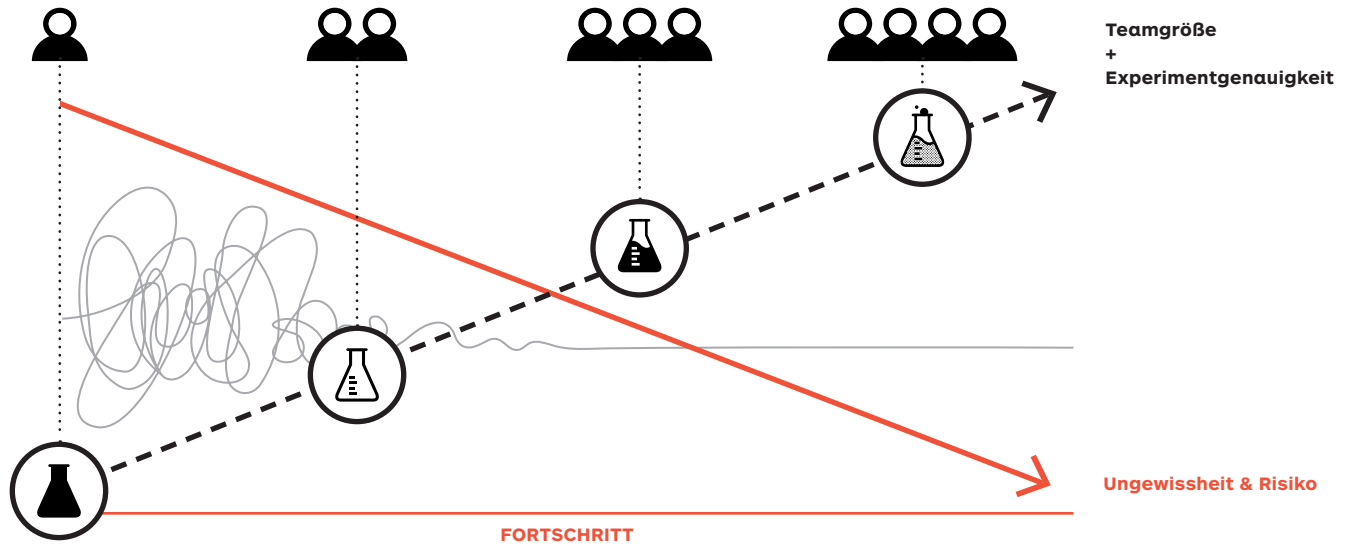 Teamgröße
+
Experimentgenauigkeit
Ungewissheit & Risiko
FORTSCHRITT